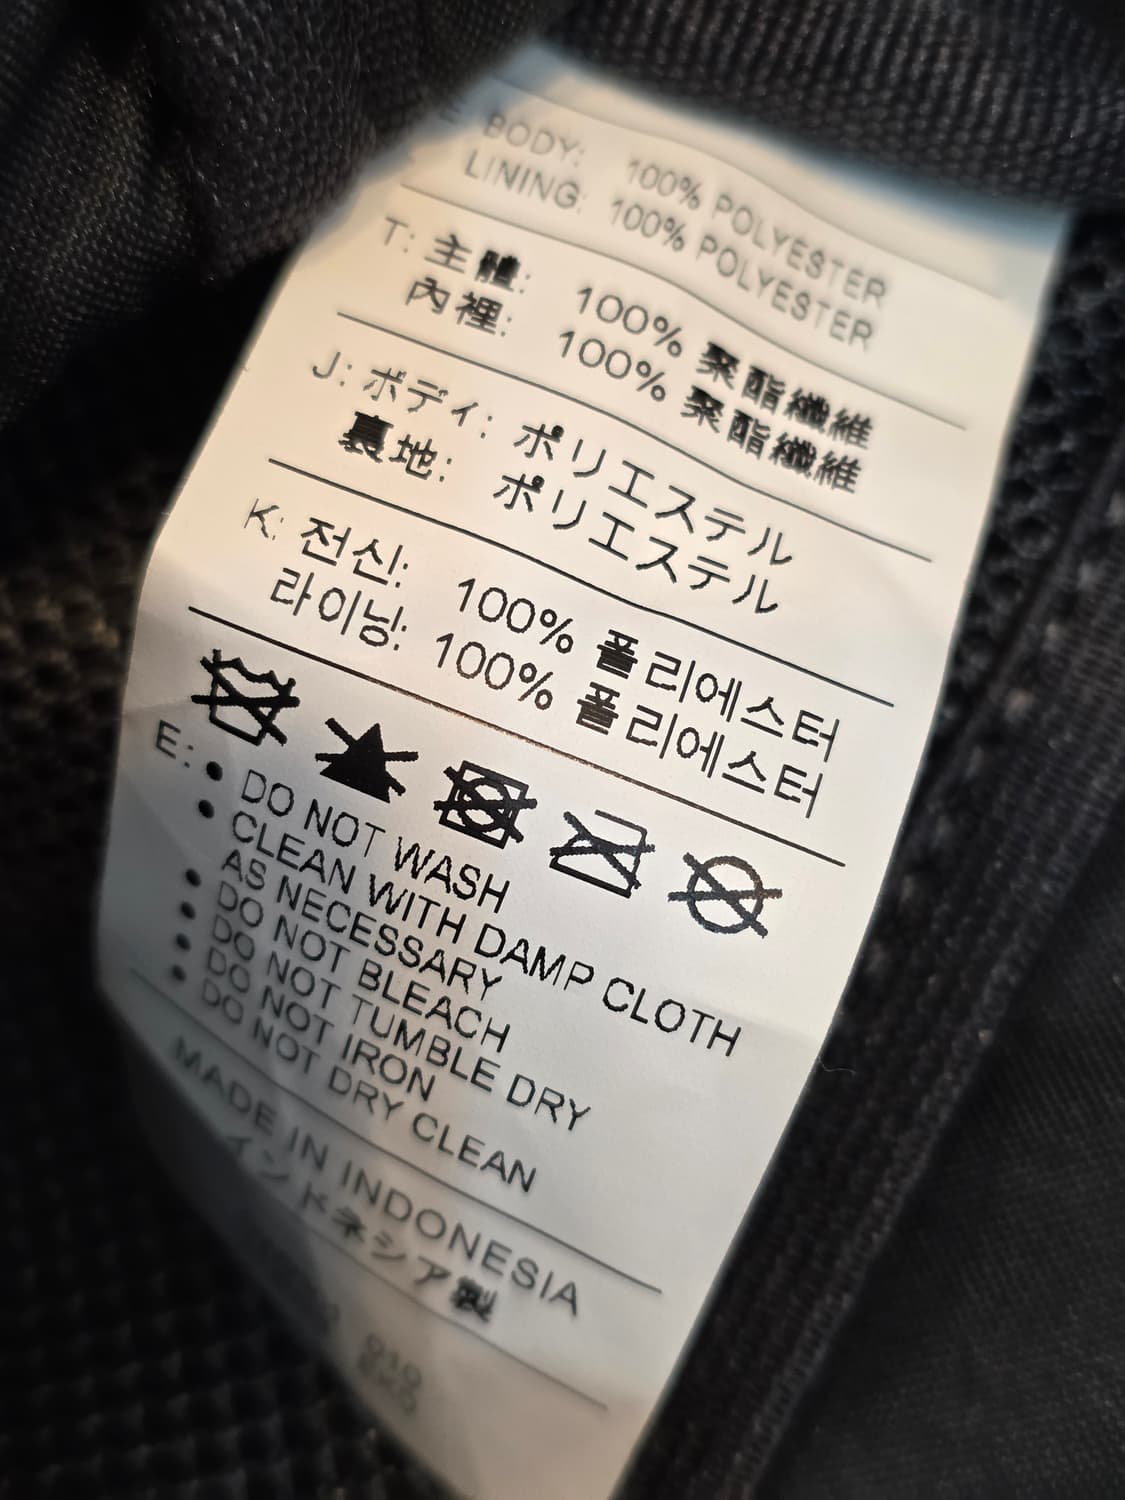 E: BODY: 100% POLYESTER
LINING: 100% POLYESTER
T: 主體: 100% 聚酯纖維
內裡: 100% 聚酯纖維
J: ボディ: ポリエステル
裏地: ポリエステル
K: 전신: 100% 폴리에스터
라이닝: 100% 폴리에스터
E: • DO NOT WASH
• CLEAN WITH DAMP CLOTH
AS NECESSARY
• DO NOT BLEACH
• DO NOT TUMBLE DRY
• DO NOT IRON
• DO NOT DRY CLEAN
MADE IN INDONESIA
インドネシア製